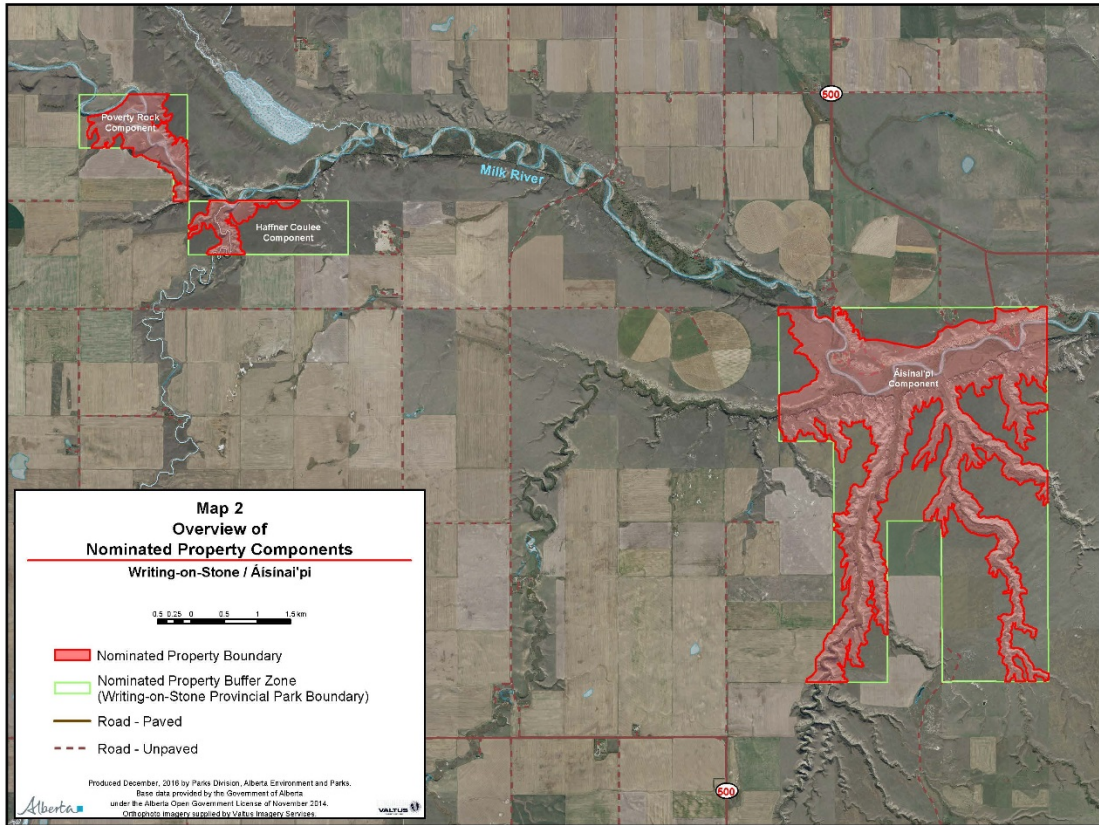 500
Poverty Rock
Component
Milk River
Haffner Coulee
Component
Áísínai'pi
Component
Map 2
Overview of
Nominated Property Components
Writing-on-Stone / Áísínai'pi
0.5 0.25 0 0.5 1 1.5 km
Nominated Property Boundary
Nominated Property Buffer Zone
(Writing-on-Stone Provincial Park Boundary)
Road - Paved
Road - Unpaved
Produced December, 2016 by Parks Division, Alberta Environment and Parks.
Base data provided by the Government of Alberta
under the Alberta Open Government License of November 2014.
Orthophoto imagery supplied by Valtus Imagery Services.
Alberta
VALTUS
500